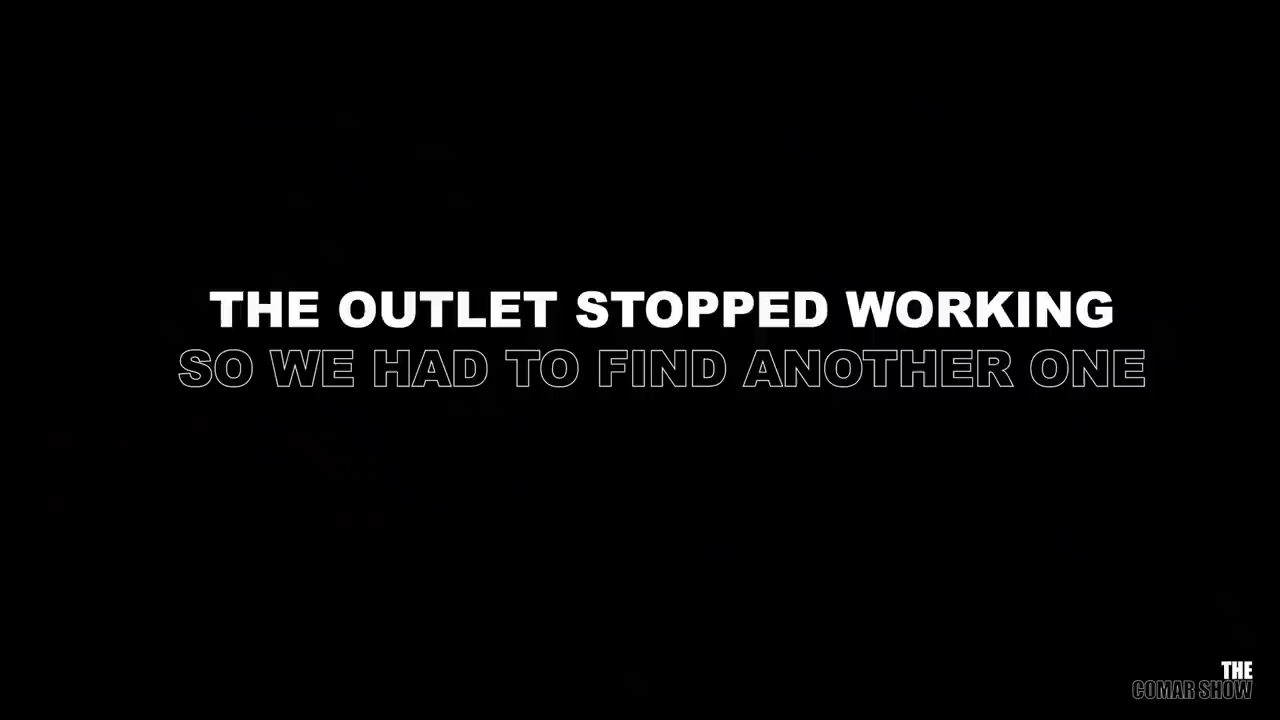 THE OUTLET STOPPED WORKING
SO WE HAD TO FIND ANOTHER ONE
THE
COMAR SHOW